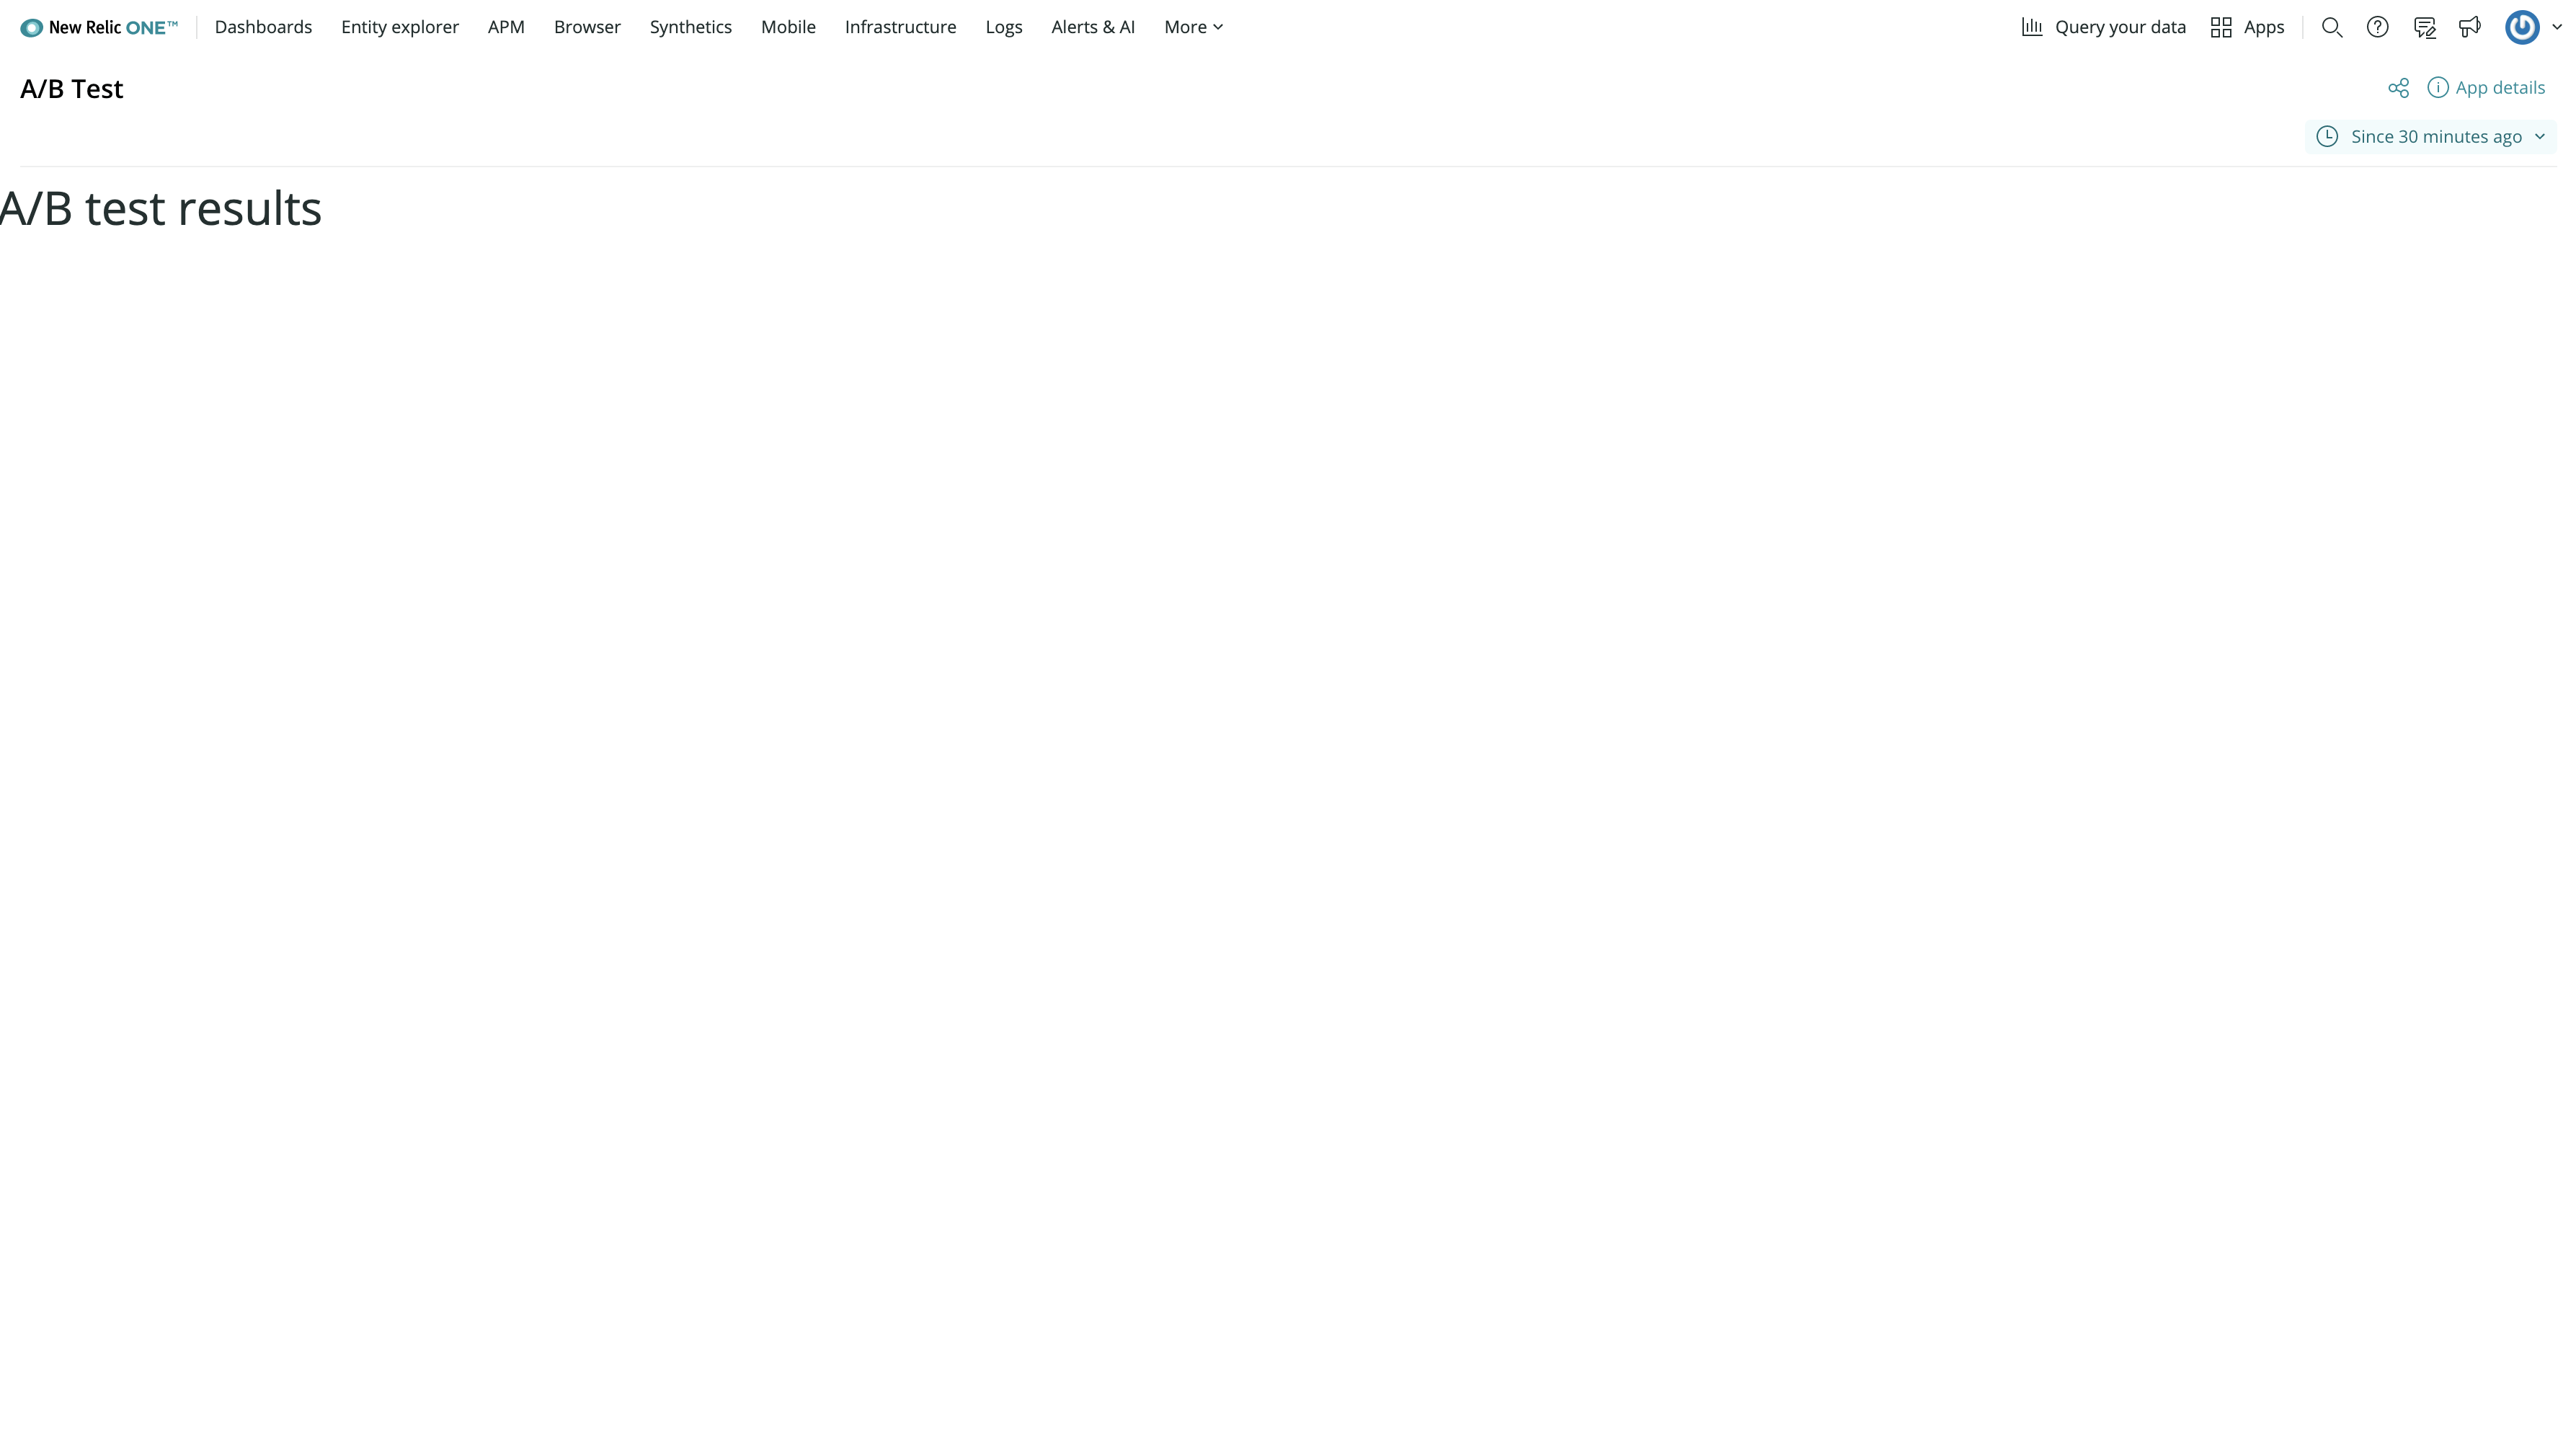 New Relic ONE™ Dashboards Entity explorer APM Browser Synthetics Mobile Infrastructure Logs Alerts & AI More Query your data Apps
A/B Test App details
Since 30 minutes ago
A/B test results